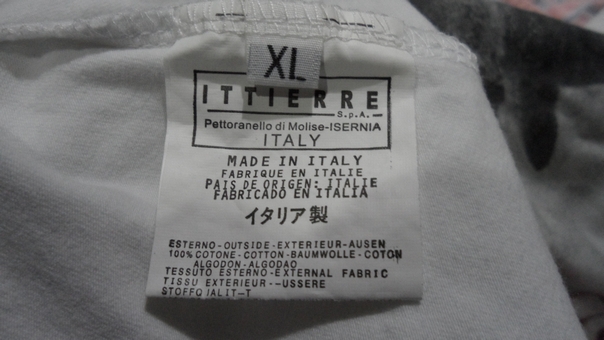 XL
ITTIERRE
S.p.A.
Pettoranello di Molise-ISERNIA
ITALY
MADE IN ITALY
FABRIQUE EN ITALIE
PAIS DE ORIGEN: ITALIE
FABRICADO EN ITALIA
イタリア製
ESTERNO-OUTSIDE-EXTERIEUR-AUSEN
100% COTONE-COTTON-BAUMWOLLE-COTON
ALGODON-ALGODAO
TESSUTO ESTERNO-EXTERNAL FABRIC
TISSU EXTERIEUR--USSERE
STOFFQ IALIT-T